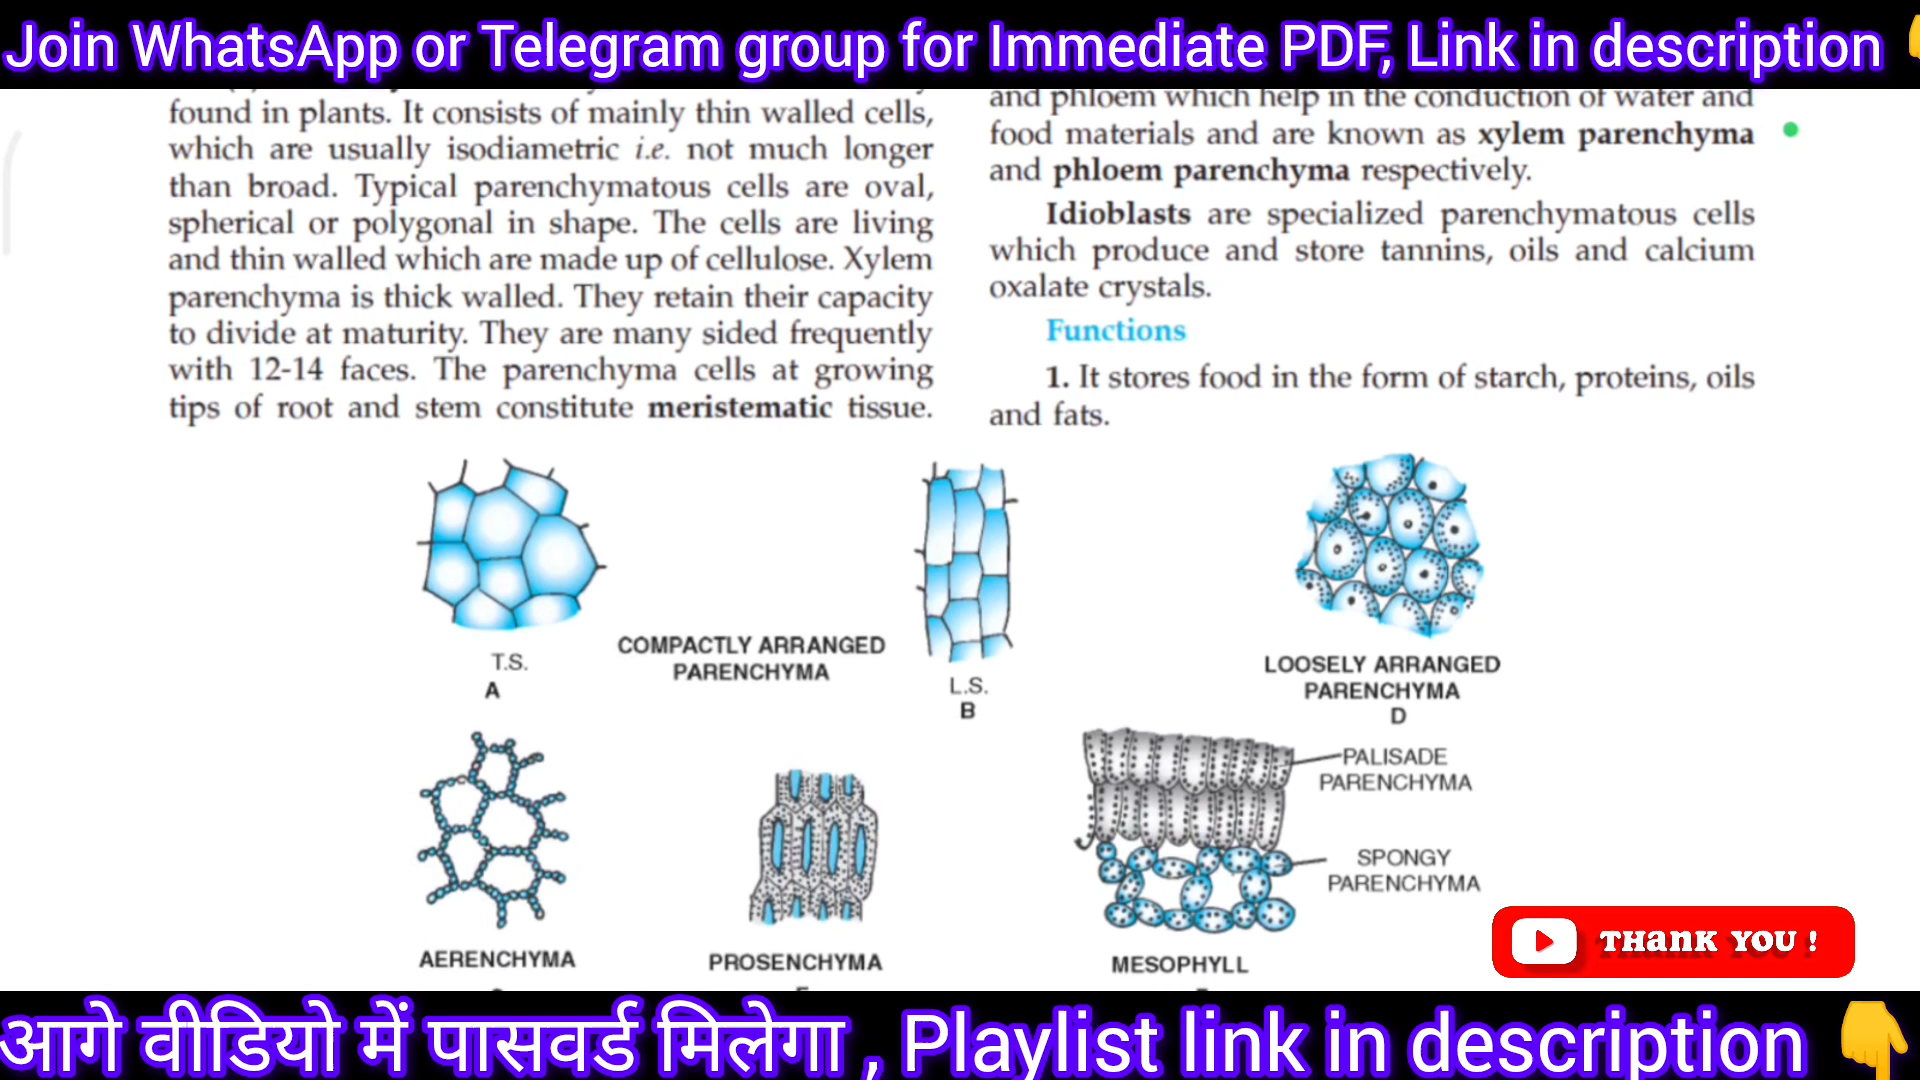 Join WhatsApp or Telegram group for Immediate PDF, Link in description
found in plants. It consists of mainly thin walled cells,
which are usually isodiametric i.e. not much longer
than broad. Typical parenchymatous cells are oval,
spherical or polygonal in shape. The cells are living
and thin walled which are made up of cellulose. Xylem
parenchyma is thick walled. They retain their capacity
to divide at maturity. They are many sided frequently
with 12-14 faces. The parenchyma cells at growing
tips of root and stem constitute meristematic tissue.
and phloem which help in the conduction of water and
food materials and are known as xylem parenchyma
and phloem parenchyma respectively.
Idioblasts are specialized parenchymatous cells
which produce and store tannins, oils and calcium
oxalate crystals.
Functions
1. It stores food in the form of starch, proteins, oils
and fats.
T.S.
A
COMPACTLY ARRANGED
PARENCHYMA
L.S.
B
LOOSELY ARRANGED
PARENCHYMA
D
AERENCHYMA
PROSENCHYMA
PALISADE
PARENCHYMA
SPONGY
PARENCHYMA
MESOPHYLL
THANK YOU !
आगे वीडियो में पासवर्ड मिलेगा , Playlist link in description